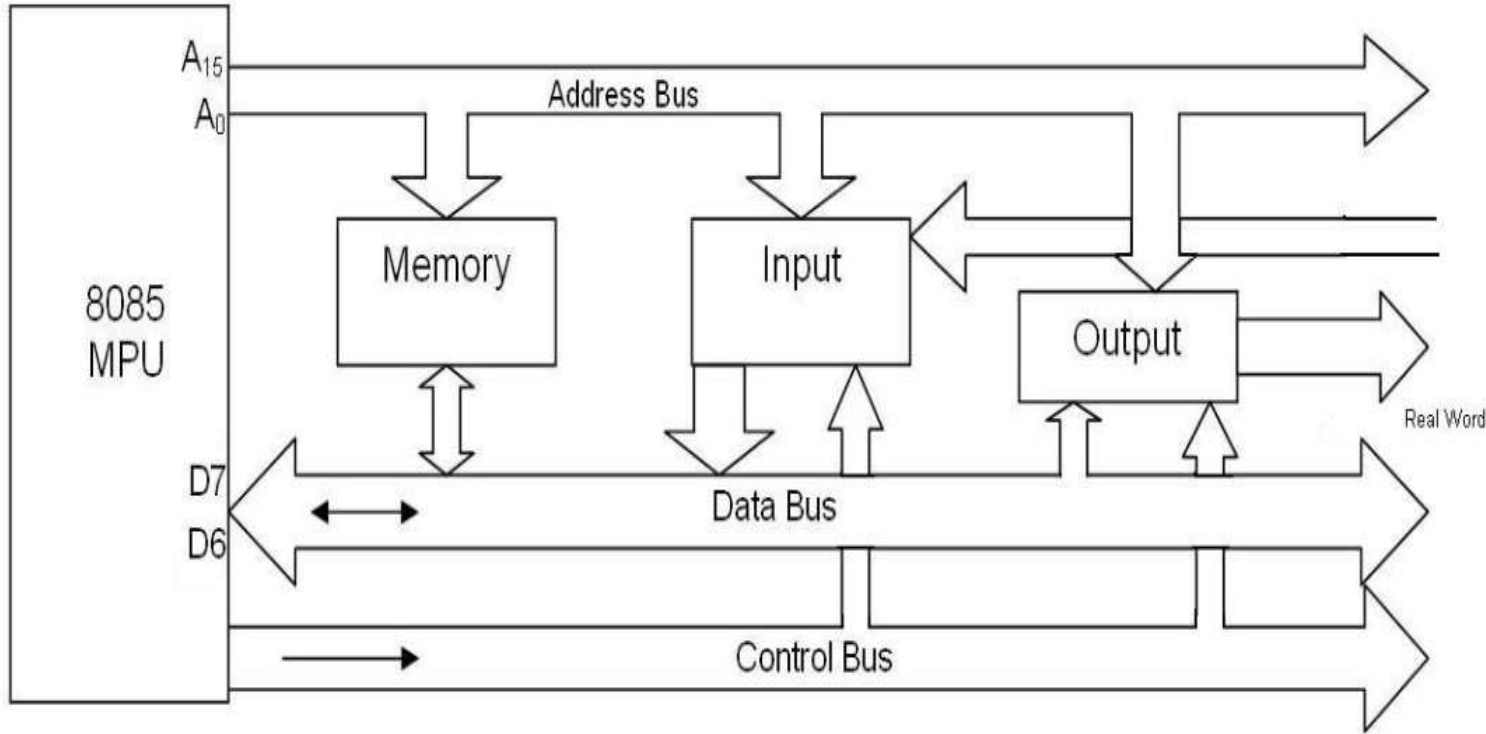 A15
Address Bus
A0
Memory
Input
8085
MPU
Output
Real Word
D7
Data Bus
D6
Control Bus